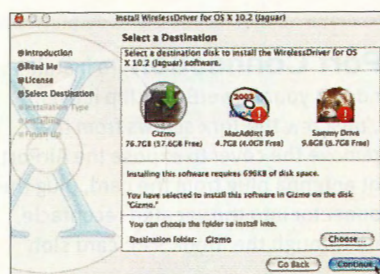 Install WirelessDriver for OS X 10.2 (Jaguar)
Select a Destination
Introduction
Read Me
License
Select Destination
Installation Type
Installing
Finish Up
Select a destination disk to install the WirelessDriver for OS
X 10.2 (Jaguar) software.
2003
Gizmo
76.7GB (57.6GB Free)
MacAddict 86
4.7GB (4.0GB Free)
Sammy Drive
9.6GB (8.7GB Free)
Installing this software requires 696KB of disk space.
You have selected to install this software in Gizmo on the disk
"Gizmo."
You can choose the folder to install into.
Destination folder: Gizmo
Choose...
Go Back
Continue